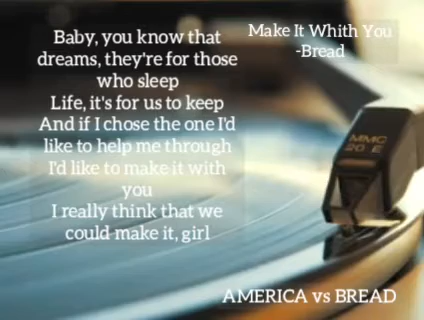 Baby, you know that
dreams, they're for those
who sleep
Life, it's for us to keep
And if I chose the one I'd
like to help me through
I'd like to make it with
you
I really think that we
could make it, girl
Make It Whith You
-Bread
MMC
20 E
AMERICA vs BREAD